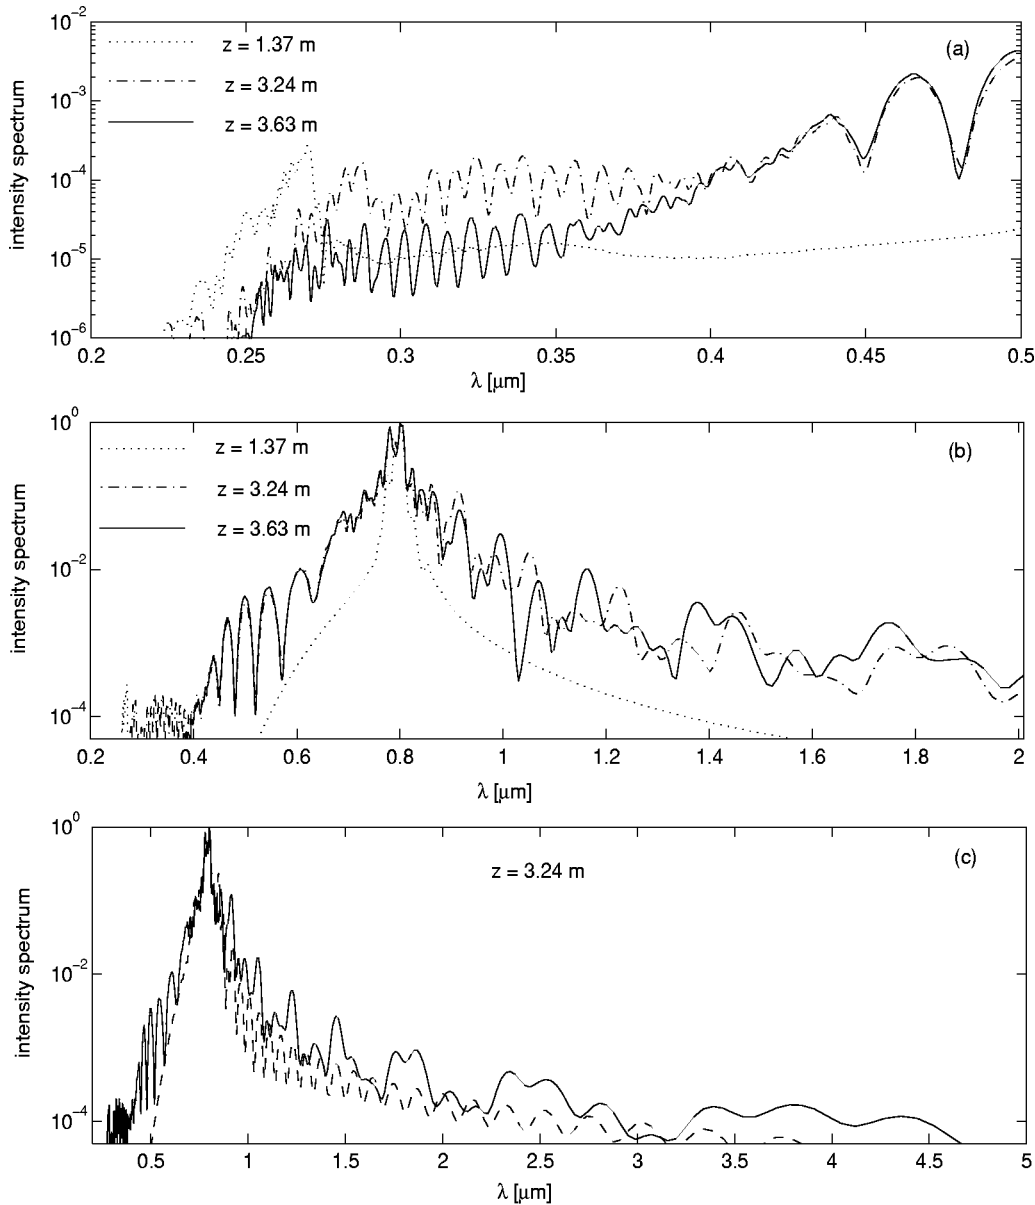 10^-2
(a)
z = 1.37 m
z = 3.24 m
z = 3.63 m
10^-3
10^-4
10^-5
10^-6
intensity spectrum
0.2 0.25 0.3 0.35 0.4 0.45 0.5
λ [μm]
10^0
(b)
z = 1.37 m
z = 3.24 m
z = 3.63 m
10^-2
10^-4
intensity spectrum
0.2 0.4 0.6 0.8 1 1.2 1.4 1.6 1.8 2
λ [μm]
10^0
(c)
z = 3.24 m
10^-2
10^-4
intensity spectrum
0.5 1 1.5 2 2.5 3 3.5 4 4.5 5
λ [μm]